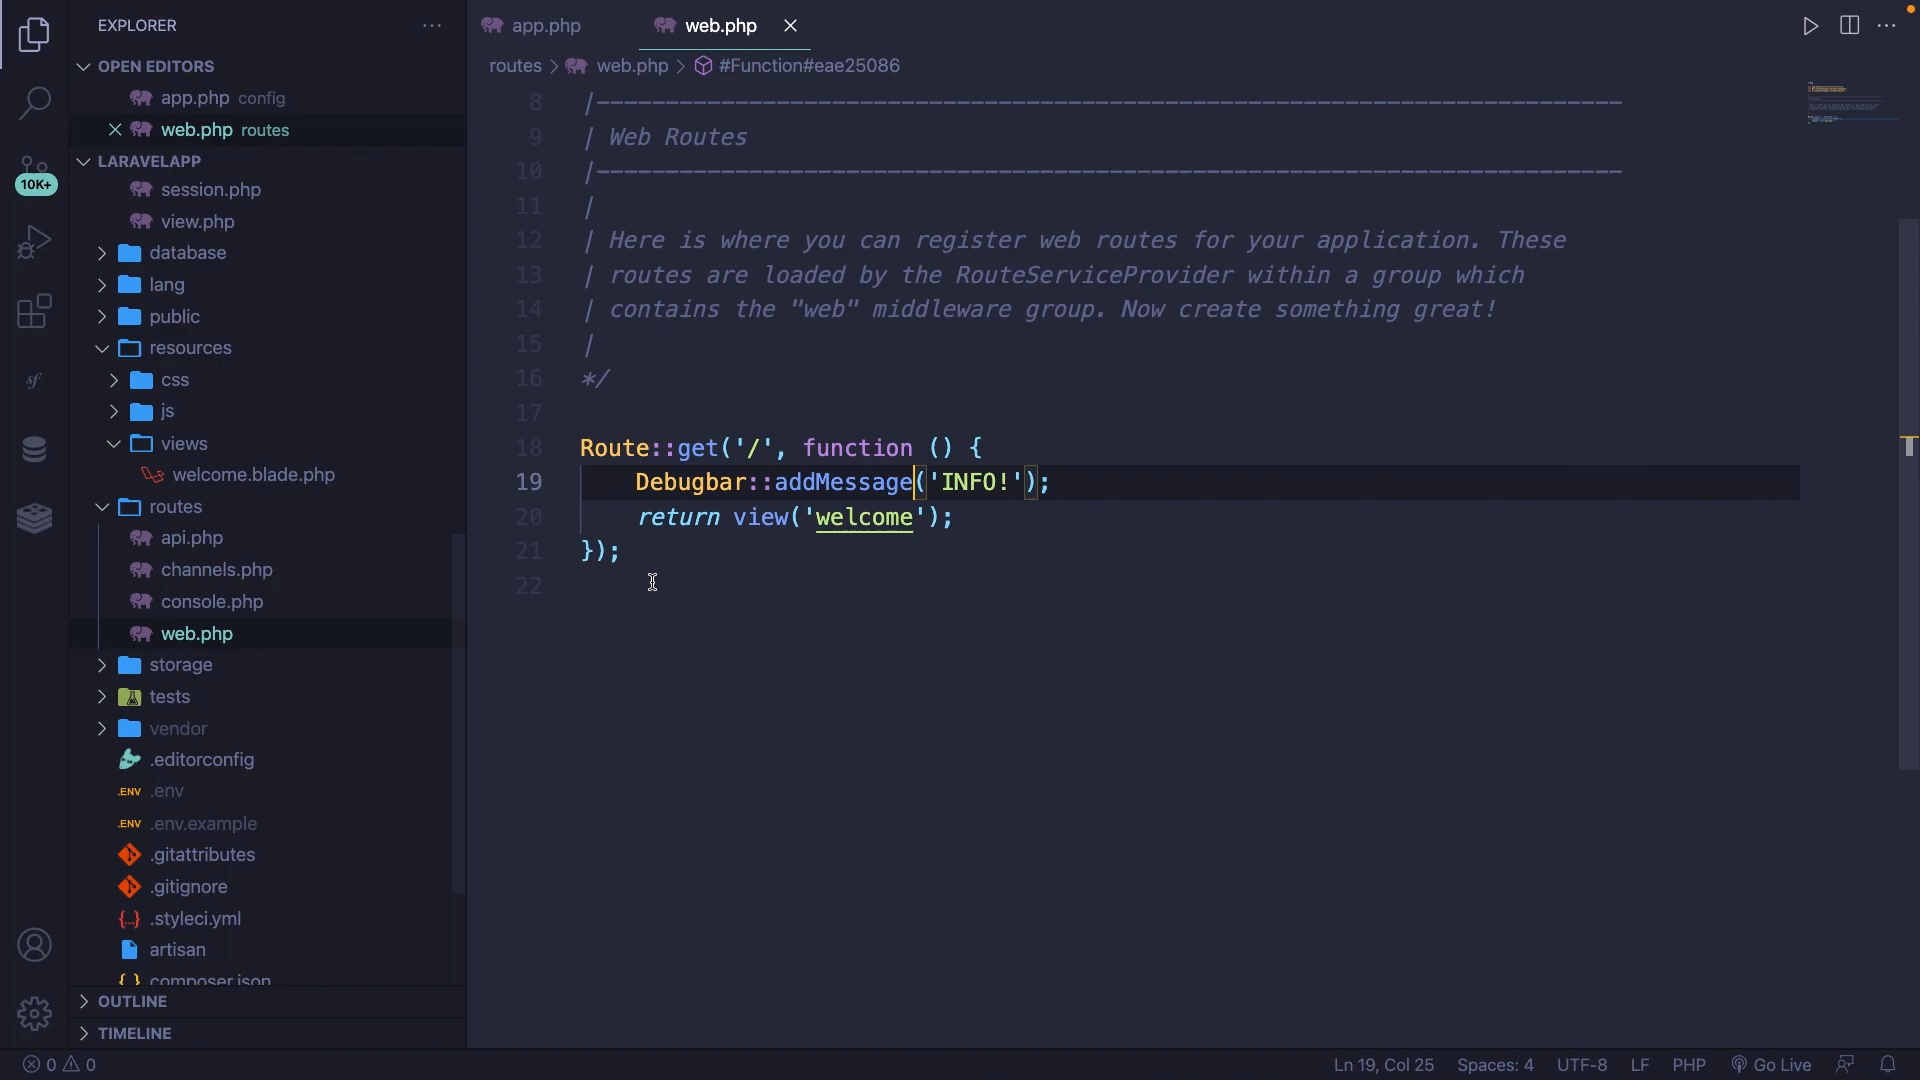 EXPLORER
OPEN EDITORS
app.php config
web.php routes
LARAVELAPP
session.php
view.php
database
lang
public
resources
css
js
views
welcome.blade.php
routes
api.php
channels.php
console.php
web.php
storage
tests
vendor
.editorconfig
.ENV .env
.ENV .env.example
.gitattributes
.gitignore
.styleci.yml
artisan
composer.json
OUTLINE
TIMELINE
10K+
sf
app.php web.php
routes > web.php > #Function#eae25086
8 |--------------------------------------------------------------------------
9 | Web Routes
10 |--------------------------------------------------------------------------
11 |
12 | Here is where you can register web routes for your application. These
13 | routes are loaded by the RouteServiceProvider within a group which
14 | contains the "web" middleware group. Now create something great!
15 |
16 */
17
18 Route::get('/', function () {
19 Debugbar::addMessage('INFO!');
20 return view('welcome');
21 });
22
0 0 Ln 19, Col 25 Spaces: 4 UTF-8 LF PHP Go Live